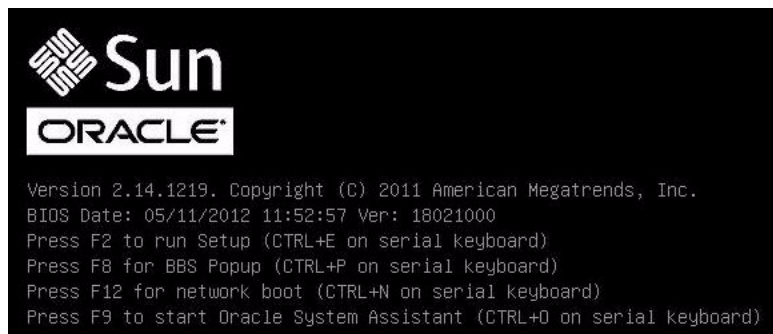 Sun
ORACLE
Version 2.14.1219. Copyright (C) 2011 American Megatrends, Inc.
BIOS Date: 05/11/2012 11:52:57 Ver: 18021000
Press F2 to run Setup (CTRL+E on serial keyboard)
Press F8 for BBS Popup (CTRL+P on serial keyboard)
Press F12 for network boot (CTRL+N on serial keyboard)
Press F9 to start Oracle System Assistant (CTRL+O on serial keyboard)